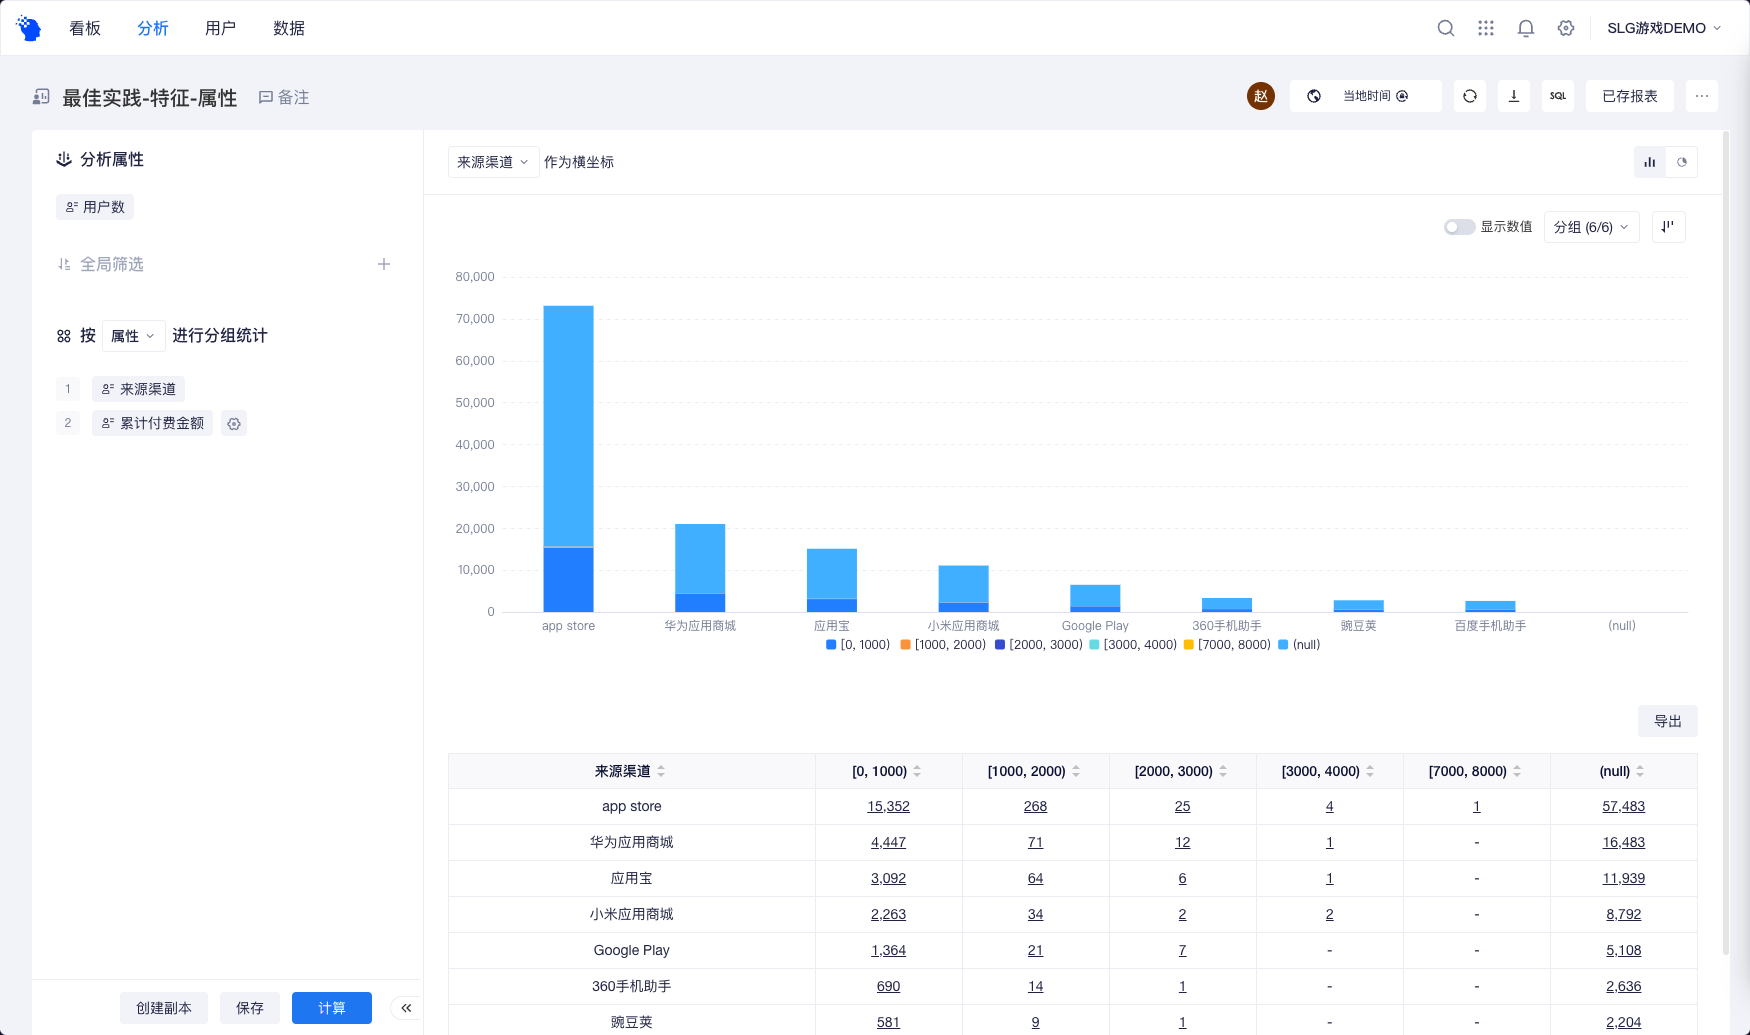 看板 分析 用户 数据 SLG游戏DEMO
最佳实践-特征-属性 备注 赵 当地时间 SQL 已存报表 ...
分析属性
用户数
全局筛选
按 属性 进行分组统计
1 来源渠道
2 累计付费金额
创建副本 保存 计算
来源渠道 作为横坐标
显示数值 分组 (6/6)
80,000
70,000
60,000
50,000
40,000
30,000
20,000
10,000
0
app store 华为应用商城 应用宝 小米应用商城 Google Play 360手机助手 豌豆荚 百度手机助手 (null)
[0, 1000) [1000, 2000) [2000, 3000) [3000, 4000) [7000, 8000) (null)
导出
来源渠道 [0, 1000) [1000, 2000) [2000, 3000) [3000, 4000) [7000, 8000) (null)
app store 15,352 268 25 4 1 57,483
华为应用商城 4,447 71 12 1 - 16,483
应用宝 3,092 64 6 1 - 11,939
小米应用商城 2,263 34 2 2 - 8,792
Google Play 1,364 21 7 - - 5,108
360手机助手 690 14 1 - - 2,636
豌豆荚 581 9 1 - - 2,204